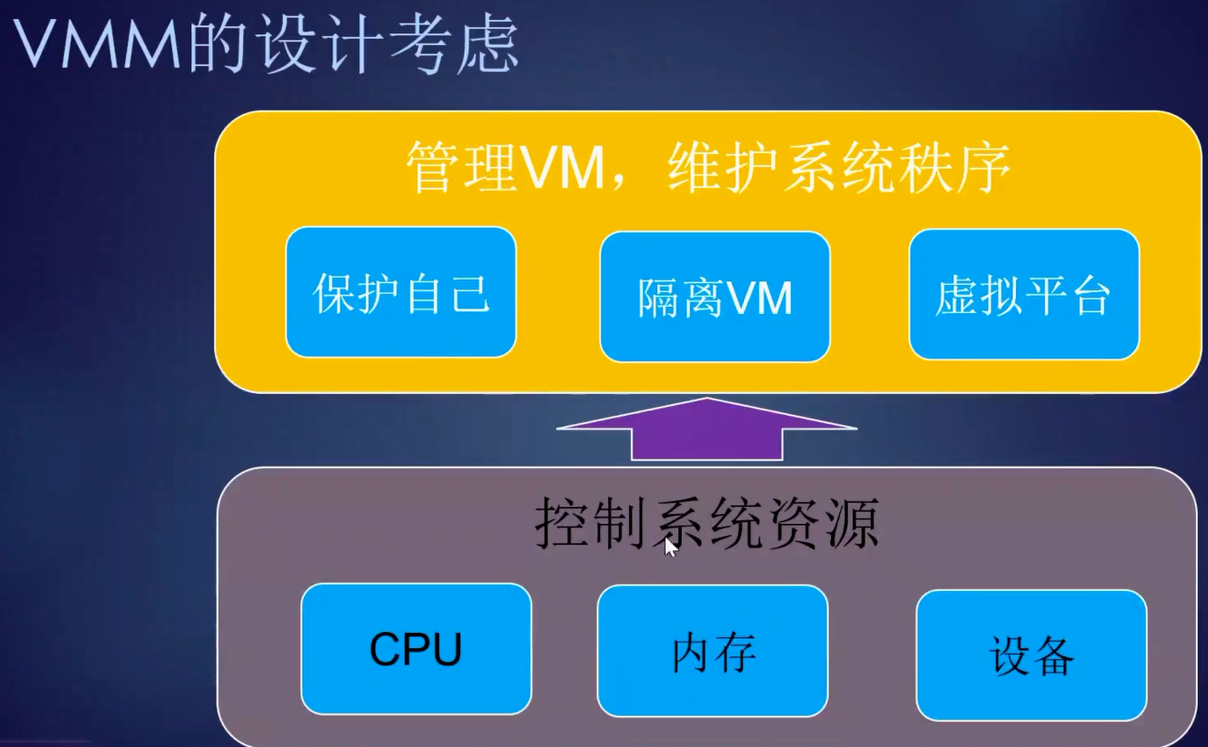 VMM的设计考虑
管理VM，维护系统秩序
保护自己
隔离VM
虚拟平台
控制系统资源
CPU
内存
设备